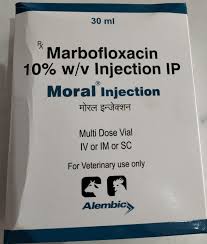 30 ml
Rx Marbofloxacin
10% w/v Injection IP
Moral® Injection
मोरल इन्जेक्शन
Multi Dose Vial
IV or IM or SC
For Veterinary use only
Alembic